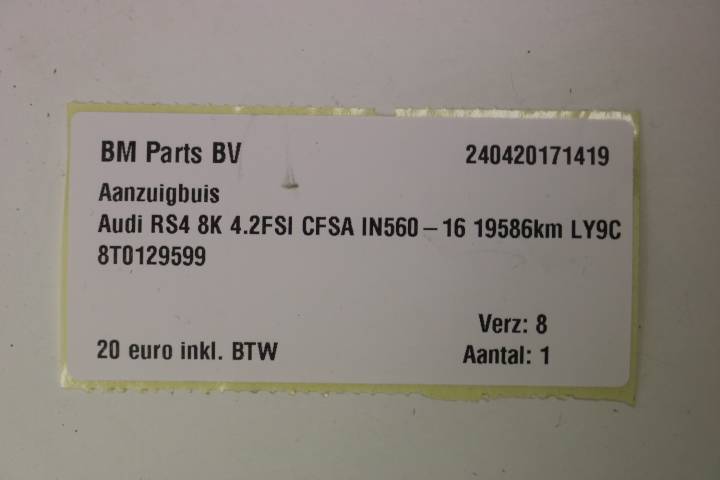 BM Parts BV 240420171419
Aanzuigbuis
Audi RS4 8K 4.2FSI CFSA IN560-16 19586km LY9C
8T0129599
Verz: 8
20 euro inkl. BTW Aantal: 1